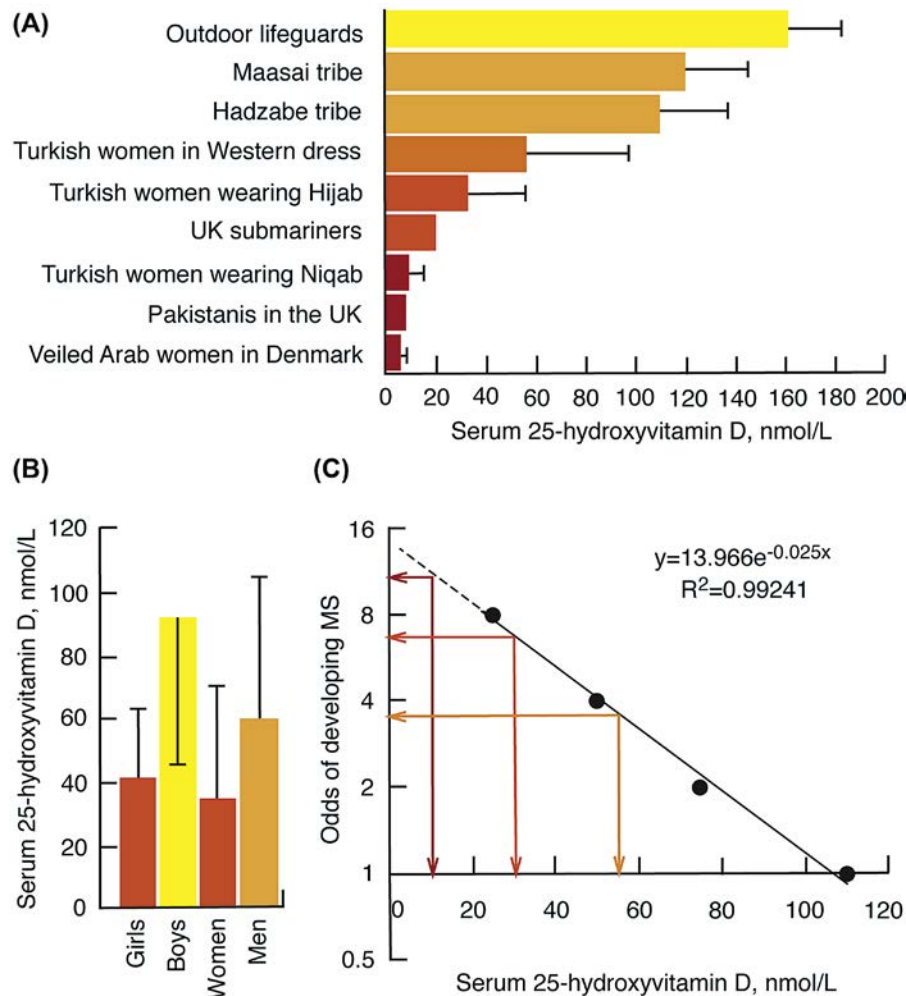 (A)
Outdoor lifeguards
Maasai tribe
Hadzabe tribe
Turkish women in Western dress
Turkish women wearing Hijab
UK submariners
Turkish women wearing Niqab
Pakistanis in the UK
Veiled Arab women in Denmark
0 20 40 60 80 100 120 140 160 180 200
Serum 25-hydroxyvitamin D, nmol/L
(B)
Serum 25-hydroxyvitamin D, nmol/L
120
100
80
60
40
20
0
Girls
Boys
Women
Men
(C)
Odds of developing MS
16
8
4
2
1
0.5
y=13.966e^-0.025x
R²=0.99241
0 20 40 60 80 100 120
Serum 25-hydroxyvitamin D, nmol/L